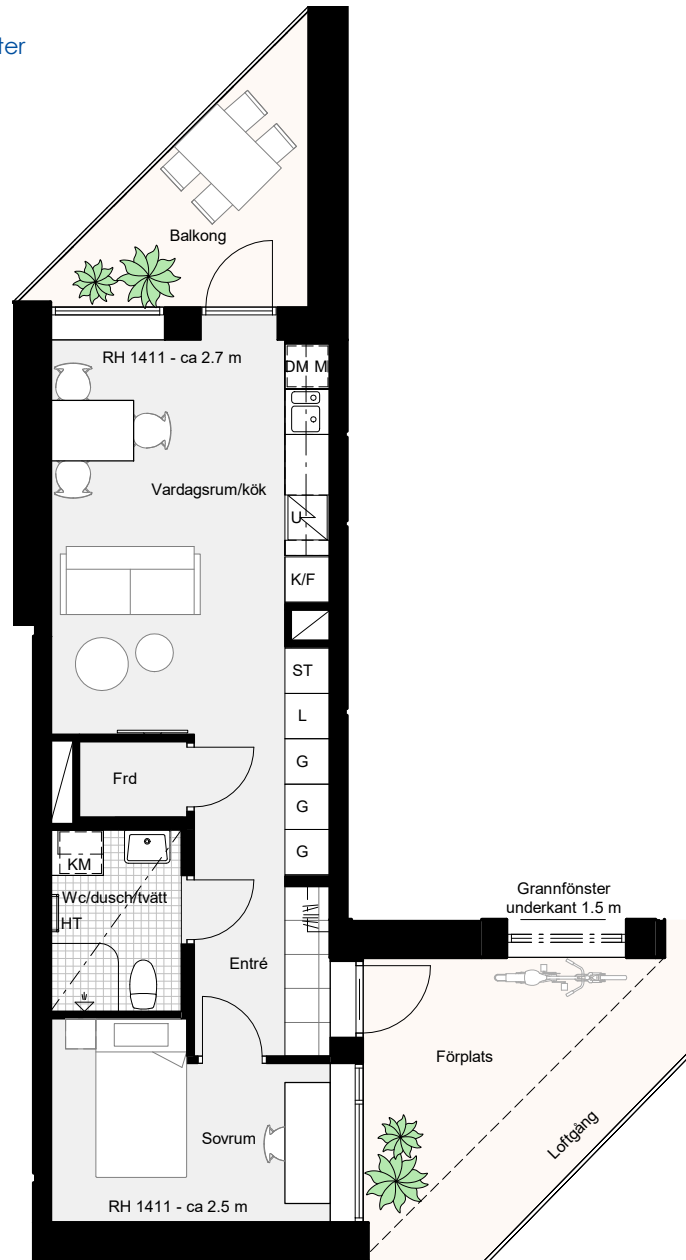 Balkong
RH 1411 - ca 2.7 m
DM M
Vardagsrum/kök
U
K/F
ST
L
G
Frd
G
G
KM
Wc/dusch/tvätt
HT
Grannfönster
underkant 1.5 m
Entré
Förplats
Loftgång
Sovrum
RH 1411 - ca 2.5 m